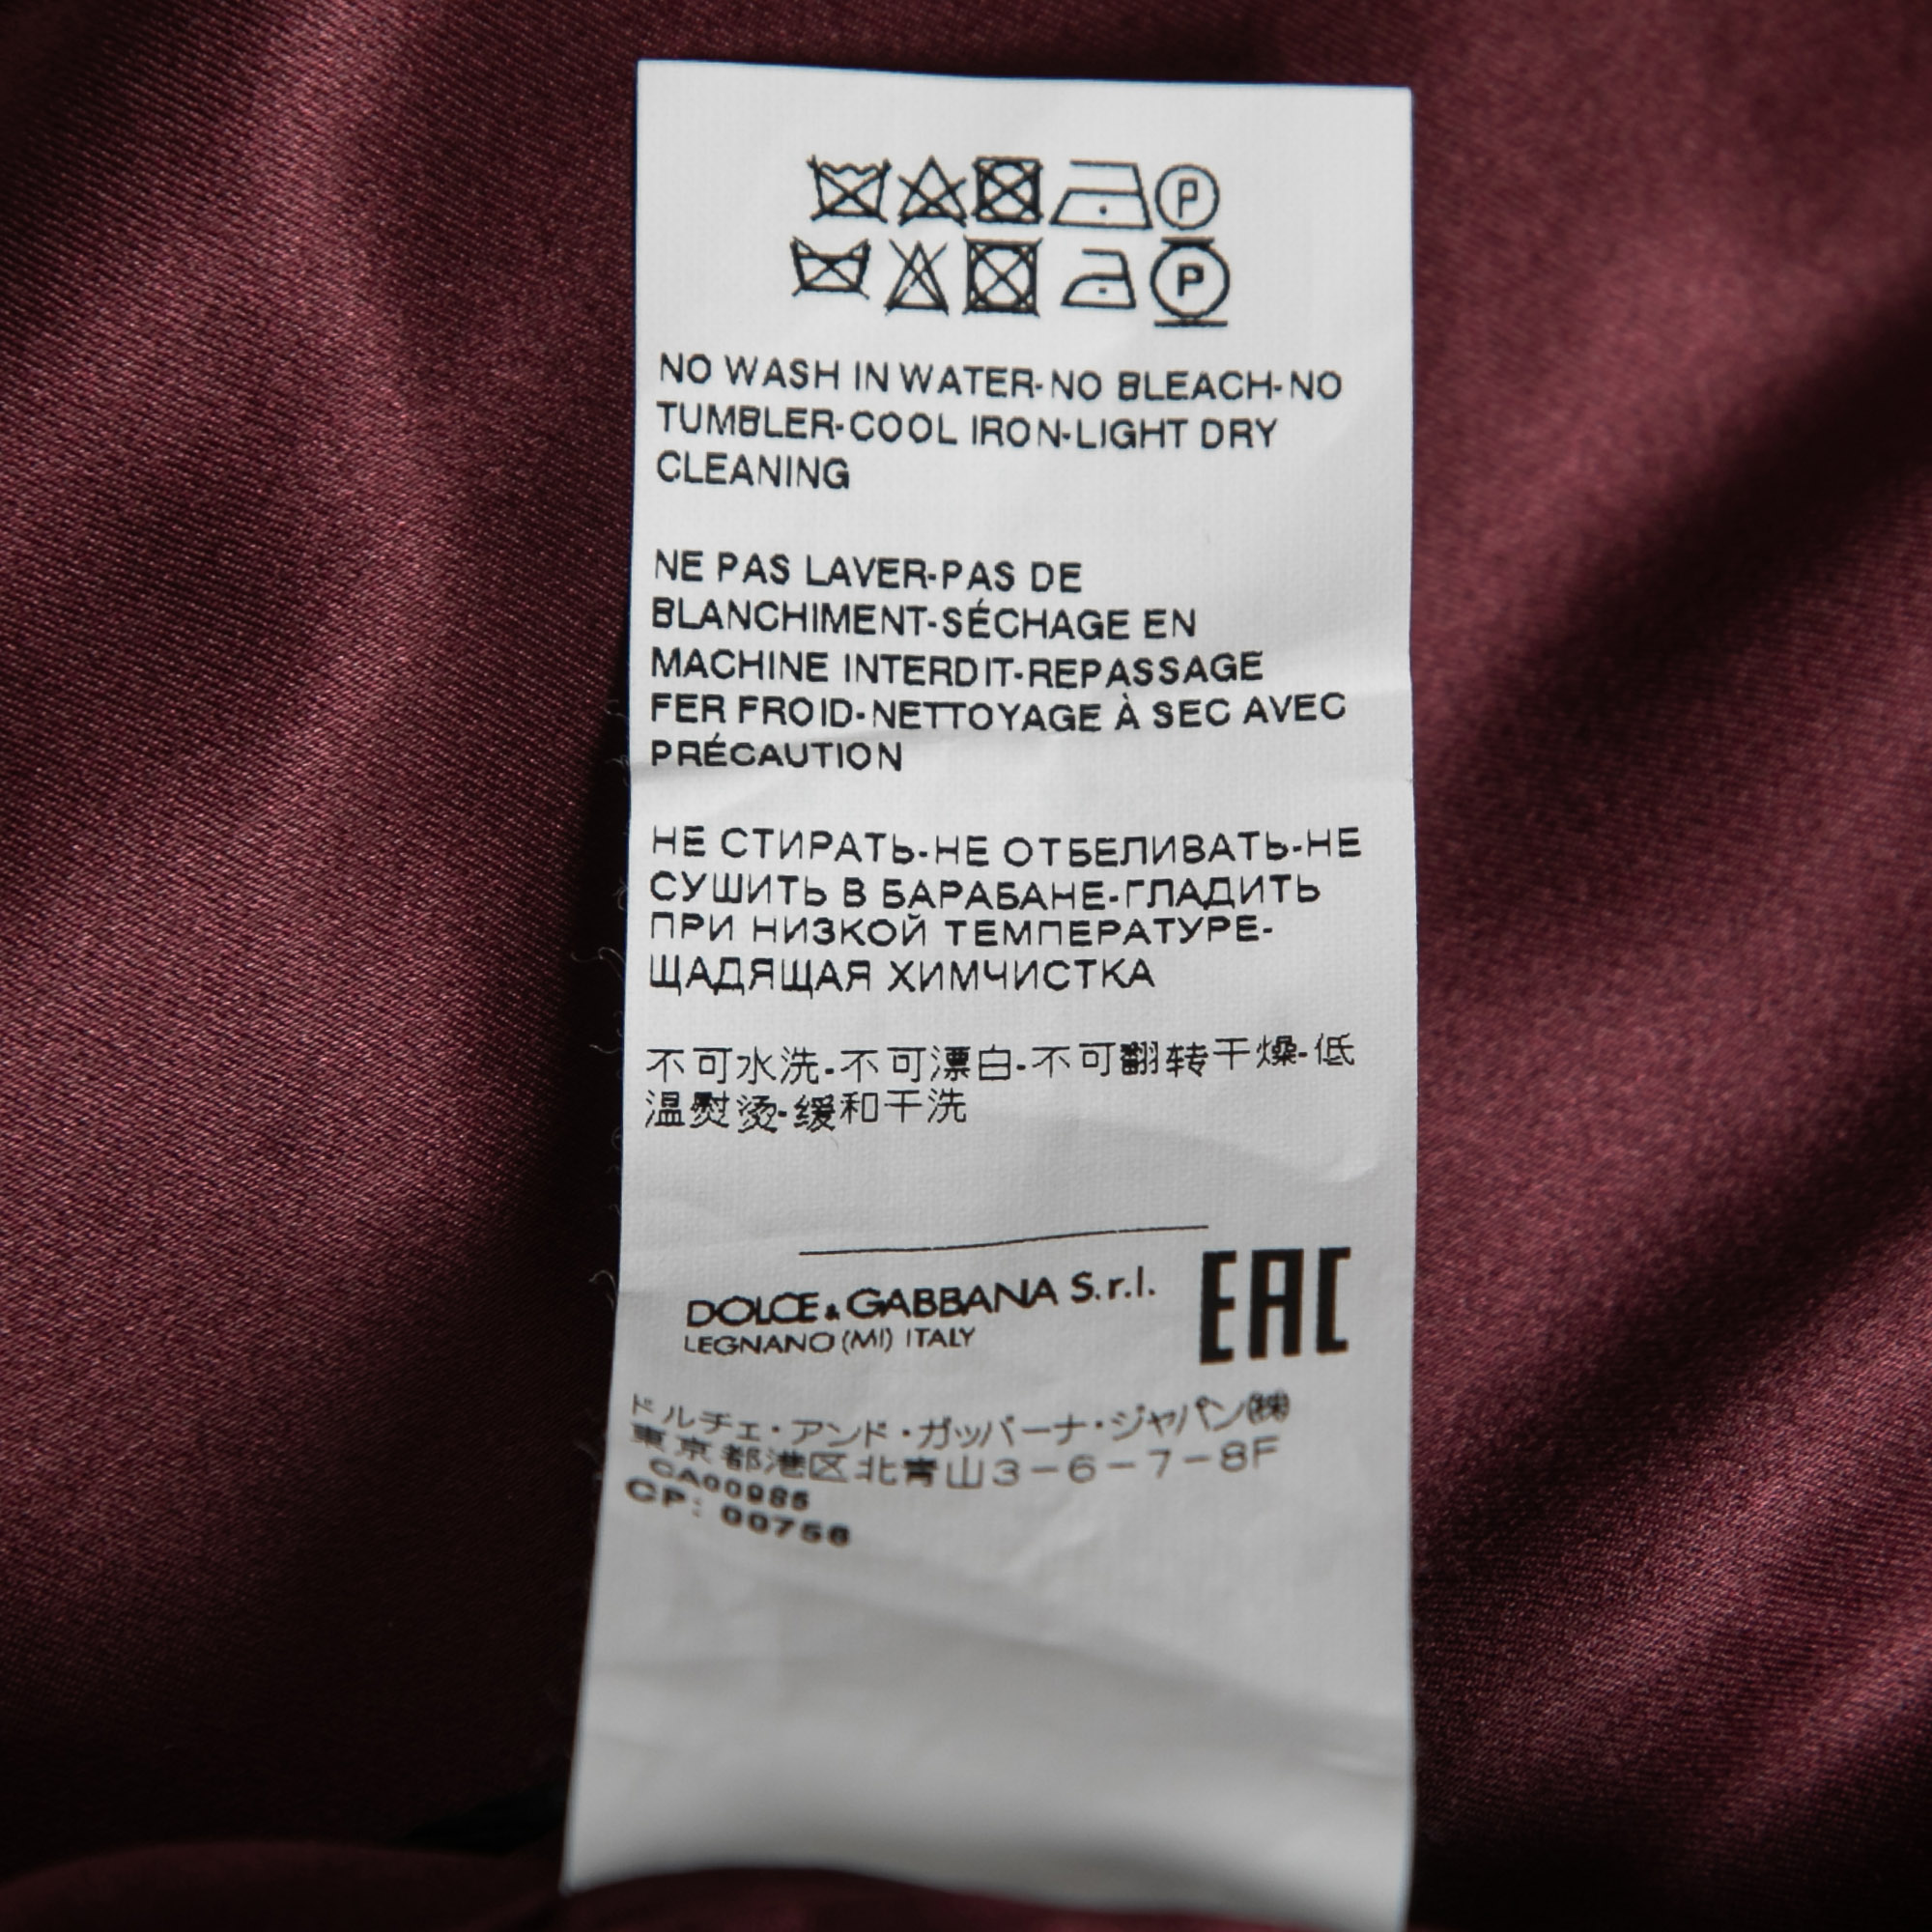 P
P
NO WASH IN WATER-NO BLEACH-NO
TUMBLER-COOL IRON-LIGHT DRY
CLEANING
NE PAS LAVER-PAS DE
BLANCHIMENT-SÉCHAGE EN
MACHINE INTERDIT-REPASSAGE
FER FROID-NETTOYAGE À SEC AVEC
PRÉCAUTION
НЕ СТИРАТЬ-НЕ ОТБЕЛИВАТЬ-НЕ
СУШИТЬ В БАРАБАНЕ-ГЛАДИТЬ
ПРИ НИЗКОЙ ТЕМПЕРАТУРЕ-
ЩАДЯЩАЯ ХИМЧИСТКА
不可水洗-不可漂白-不可翻转干燥-低
温熨烫-缓和干洗
DOLCE & GABBANA S.r.l.
LEGNANO (MI) ITALY
EAC
ドルチェ・アンド・ガッバーナ・ジャパン㈱
東京都港区北青山3-6-7-8F
CA00985
CP: